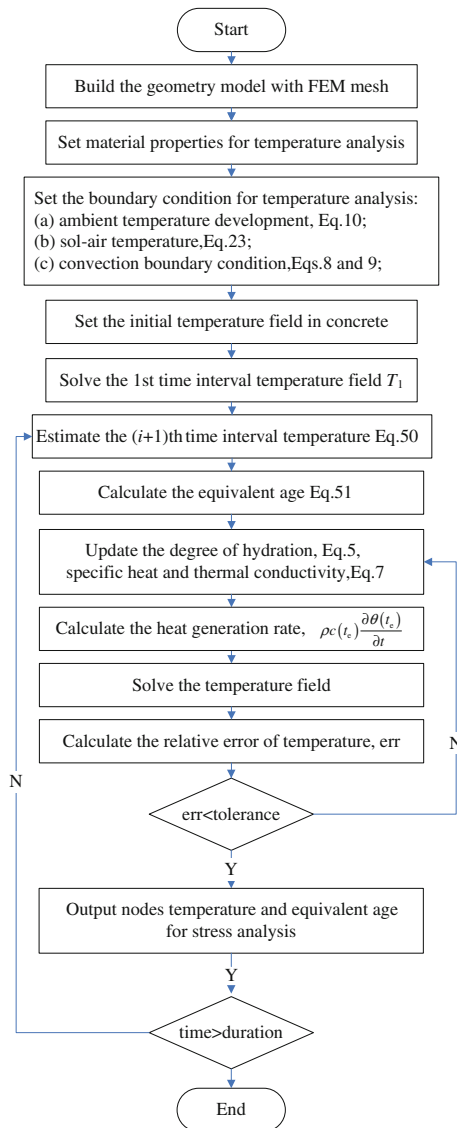 Start
Build the geometry model with FEM mesh
Set material properties for temperature analysis
Set the boundary condition for temperature analysis:
(a) ambient temperature development, Eq.10;
(b) sol-air temperature,Eq.23;
(c) convection boundary condition,Eqs.8 and 9;
Set the initial temperature field in concrete
Solve the 1st time interval temperature field T₁
Estimate the (i+1)th time interval temperature Eq.50
Calculate the equivalent age Eq.51
Update the degree of hydration, Eq.5,
specific heat and thermal conductivity,Eq.7
Calculate the heat generation rate, ρc(tₑ)∂θ(tₑ)/∂t
Solve the temperature field
Calculate the relative error of temperature, err
N
N
err<tolerance
Y
Output nodes temperature and equivalent age
for stress analysis
Y
time>duration
End